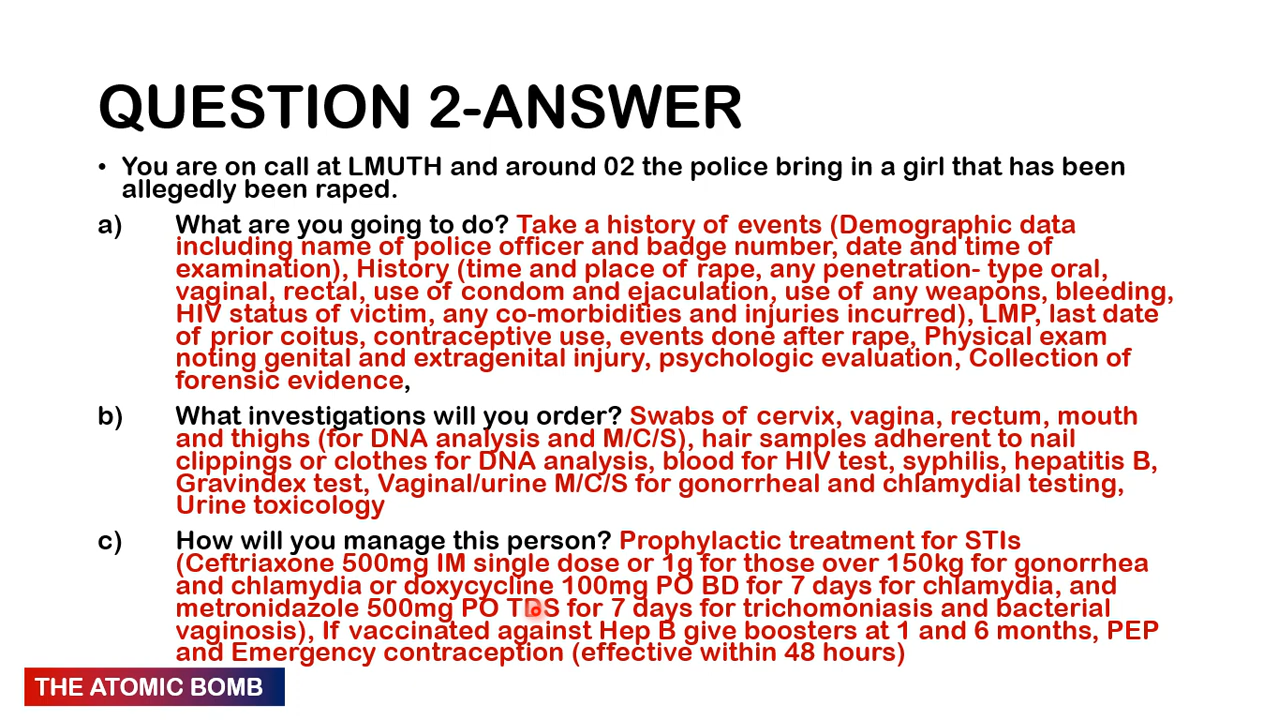 QUESTION 2-ANSWER
• You are on call at LMUTH and around 02 the police bring in a girl that has been
allegedly been raped.
a) What are you going to do? Take a history of events (Demographic data
including name of police officer and badge number, date and time of
examination), History (time and place of rape, any penetration- type oral,
vaginal, rectal, use of condom and ejaculation, use of any weapons, bleeding,
HIV status of victim, any co-morbidities and injuries incurred), LMP, last date
of prior coitus, contraceptive use, events done after rape, Physical exam
noting genital and extragenital injury, psychologic evaluation, Collection of
forensic evidence,
b) What investigations will you order? Swabs of cervix, vagina, rectum, mouth
and thighs (for DNA analysis and M/C/S), hair samples adherent to nail
clippings or clothes for DNA analysis, blood for HIV test, syphilis, hepatitis B,
Gravindex test, Vaginal/urine M/C/S for gonorrheal and chlamydial testing,
Urine toxicology
c) How will you manage this person? Prophylactic treatment for STIs
(Ceftriaxone 500mg IM single dose or 1g for those over 150kg for gonorrhea
and chlamydia or doxycycline 100mg PO BD for 7 days for chlamydia, and
metronidazole 500mg PO TDS for 7 days for trichomoniasis and bacterial
vaginosis), If vaccinated against Hep B give boosters at 1 and 6 months, PEP
and Emergency contraception (effective within 48 hours)
THE ATOMIC BOMB